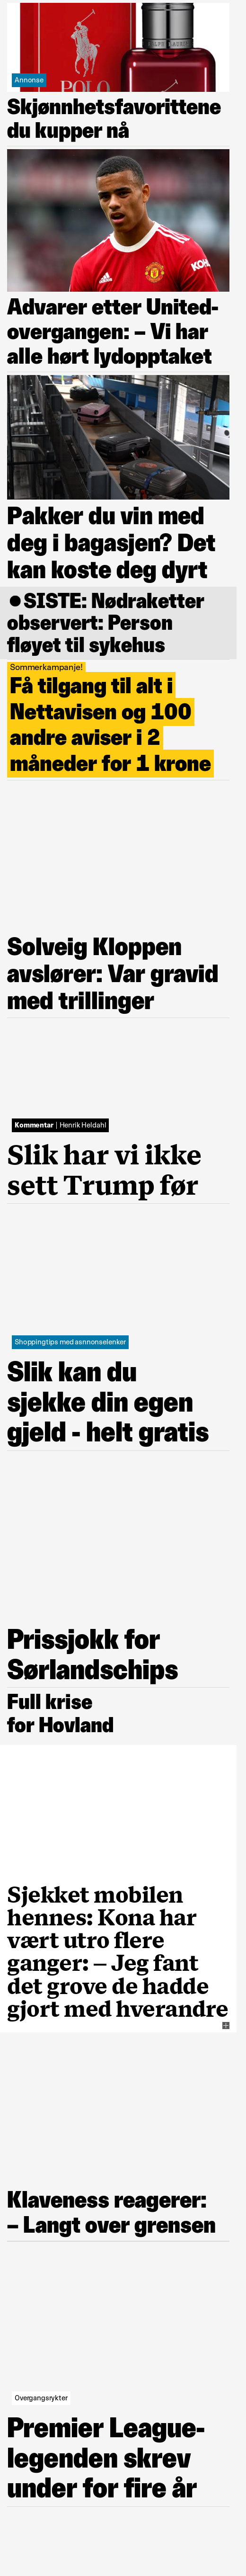 POLO
Annonse
Skjønnhetsfavorittene
du kupper nå
KOHL
adidas
Advarer etter United-
overgangen: – Vi har
alle hørt lydopptaket
Pakker du vin med
deg i bagasjen? Det
kan koste deg dyrt
●SISTE: Nødraketter
observert: Person
fløyet til sykehus
Sommerkampanje!
Få tilgang til alt i
Nettavisen og 100
andre aviser i 2
måneder for 1 krone
Solveig Kloppen
avslører: Var gravid
med trillinger
Kommentar | Henrik Heldahl
Slik har vi ikke
sett Trump før
Shoppingtips med asnnonselenker
Slik kan du
sjekke din egen
gjeld - helt gratis
Prissjokk for
Sørlandschips
Full krise
for Hovland
Sjekket mobilen
hennes: Kona har
vært utro flere
ganger: – Jeg fant
det grove de hadde
gjort med hverandre
Klaveness reagerer:
– Langt over grensen
Overgangsrykter
Premier League-
legenden skrev
under for fire år